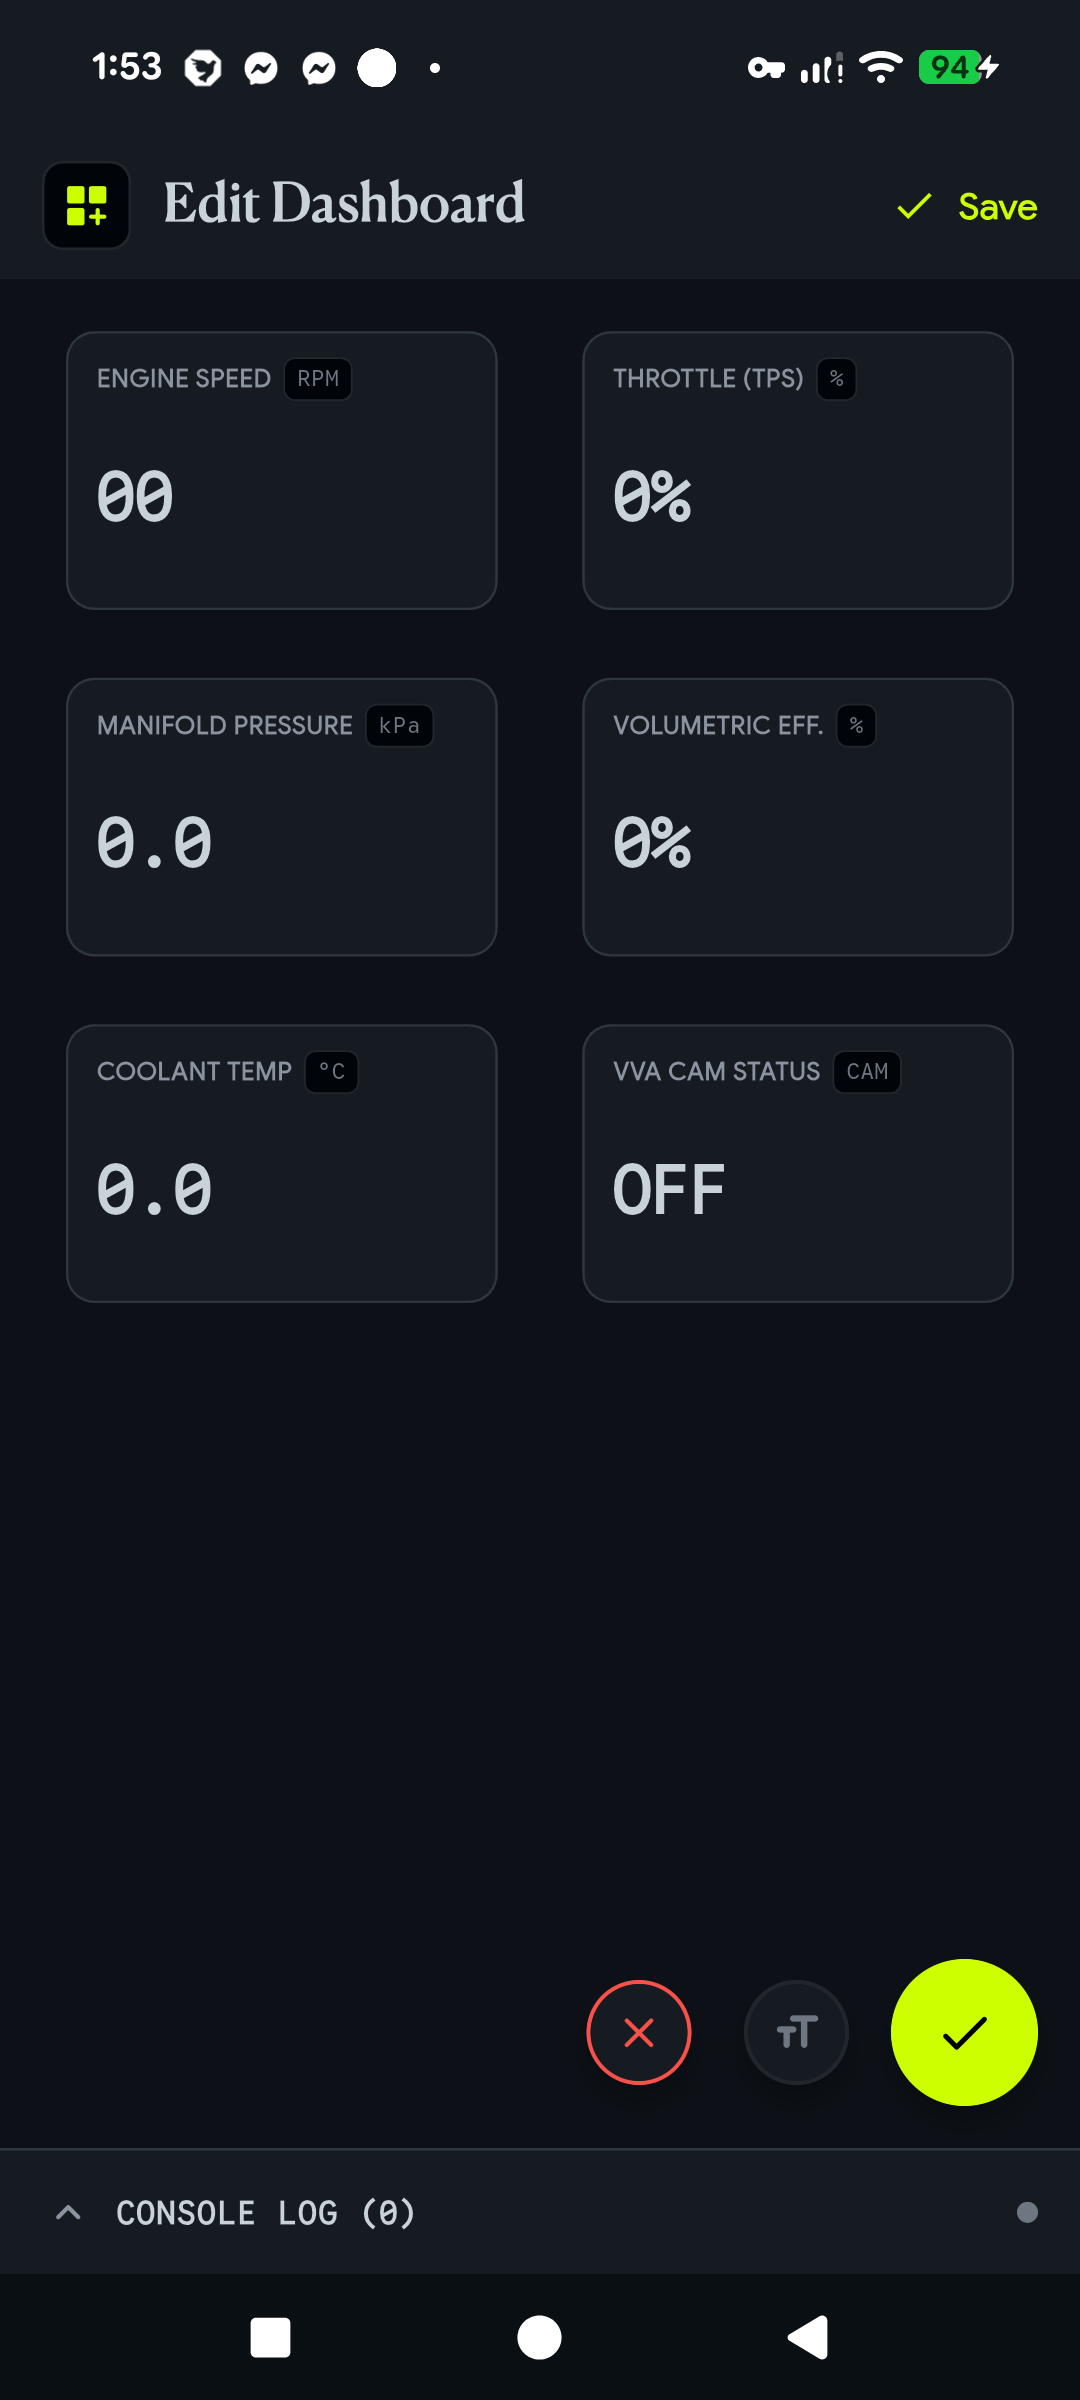 1:53
94
Edit Dashboard
Save
ENGINE SPEED RPM
00
THROTTLE (TPS) %
0%
MANIFOLD PRESSURE kPa
0.0
VOLUMETRIC EFF. %
0%
COOLANT TEMP °C
0.0
VVA CAM STATUS CAM
OFF
CONSOLE LOG (0)